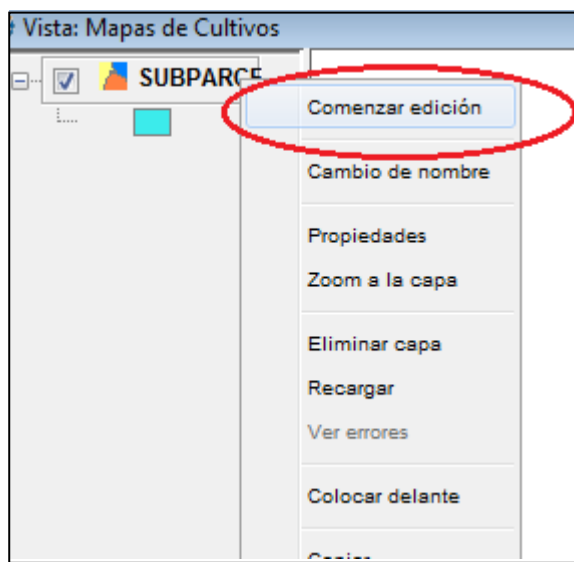 Vista: Mapas de Cultivos
SUBPARCE
Comenzar edición
Cambio de nombre
Propiedades
Zoom a la capa
Eliminar capa
Recargar
Ver errores
Colocar delante
Copiar